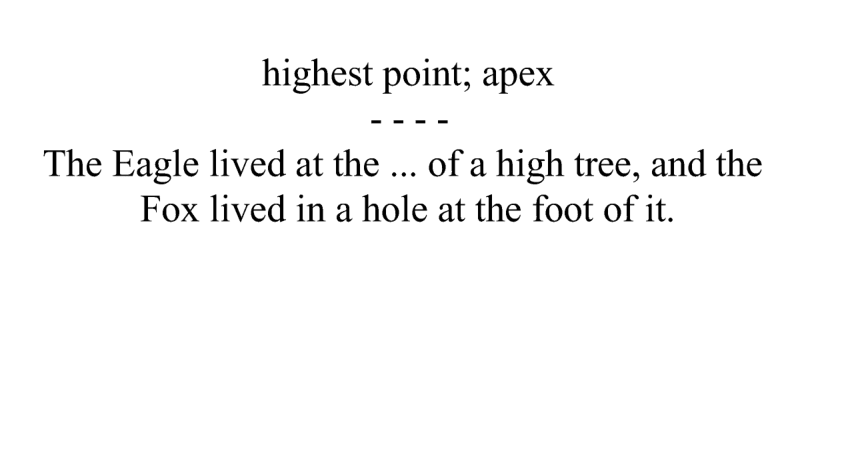 highest point; apex
- - - -
The Eagle lived at the ... of a high tree, and the
Fox lived in a hole at the foot of it.